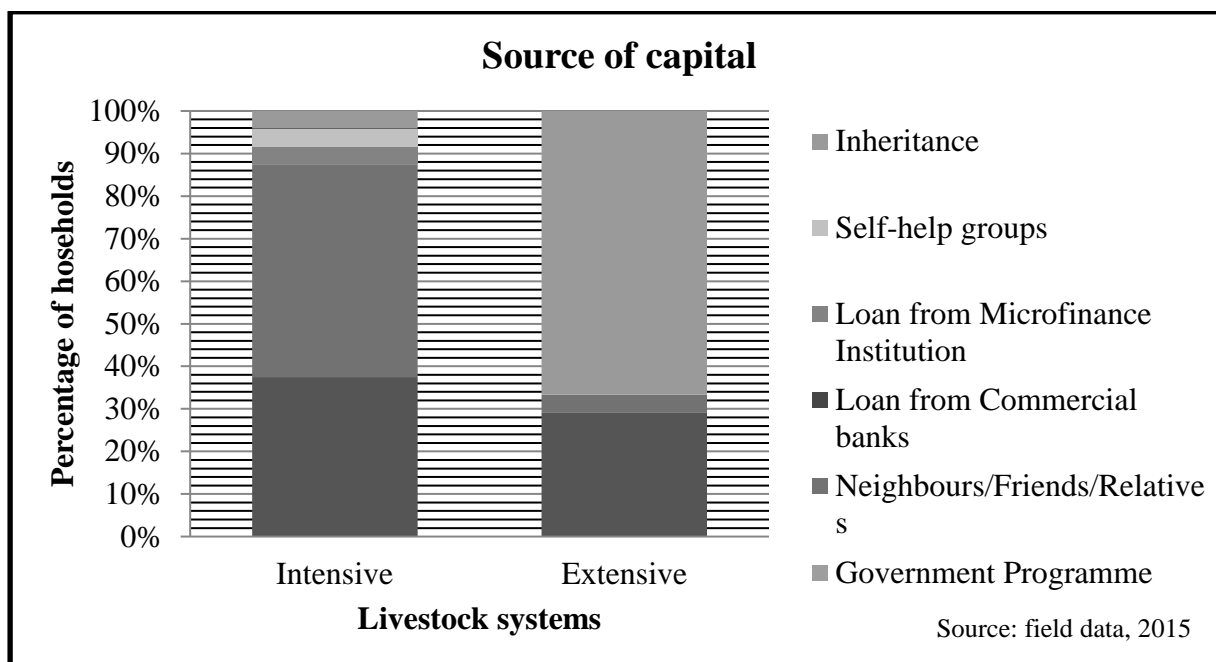 Source of capital
100%
90%
80%
70%
60%
50%
40%
30%
20%
10%
0%
Percentage of hoseholds
Intensive
Extensive
Livestock systems
Inheritance
Self-help groups
Loan from Microfinance
Institution
Loan from Commercial
banks
Neighbours/Friends/Relative
s
Government Programme
Source: field data, 2015